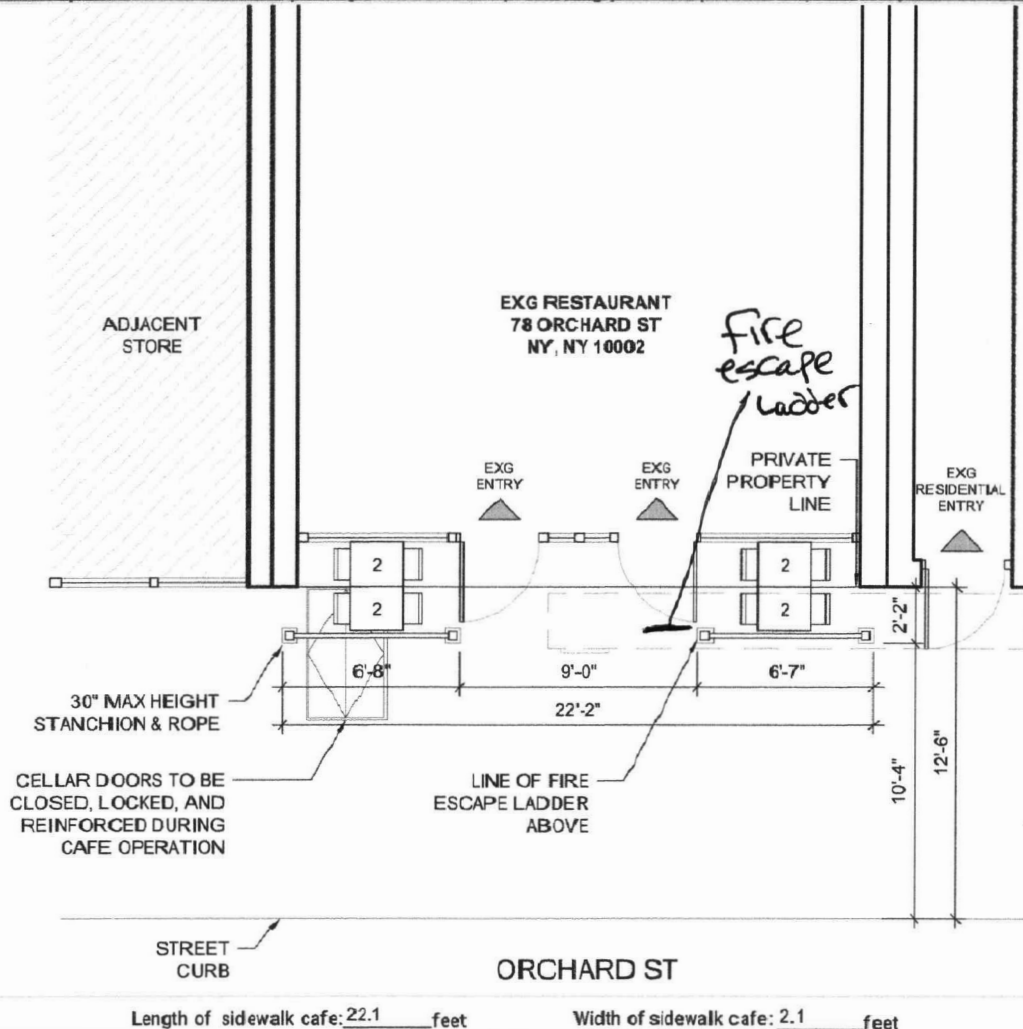 EXG RESTAURANT
78 ORCHARD ST
NY, NY 10002
ADJACENT
STORE
Fire
escape
Ladder
PRIVATE
PROPERTY
LINE
EXG
ENTRY
EXG
ENTRY
EXG
RESIDENTIAL
ENTRY
2
2
2
2
2'-2"
6'-8"
9'-0"
6'-7"
22'-2"
30" MAX HEIGHT
STANCHION & ROPE
12'-6"
10'-4"
CELLAR DOORS TO BE
CLOSED, LOCKED, AND
REINFORCED DURING
CAFE OPERATION
LINE OF FIRE
ESCAPE LADDER
ABOVE
STREET
CURB
ORCHARD ST
Length of sidewalk cafe: 22.1 feet
Width of sidewalk cafe: 2.1 feet